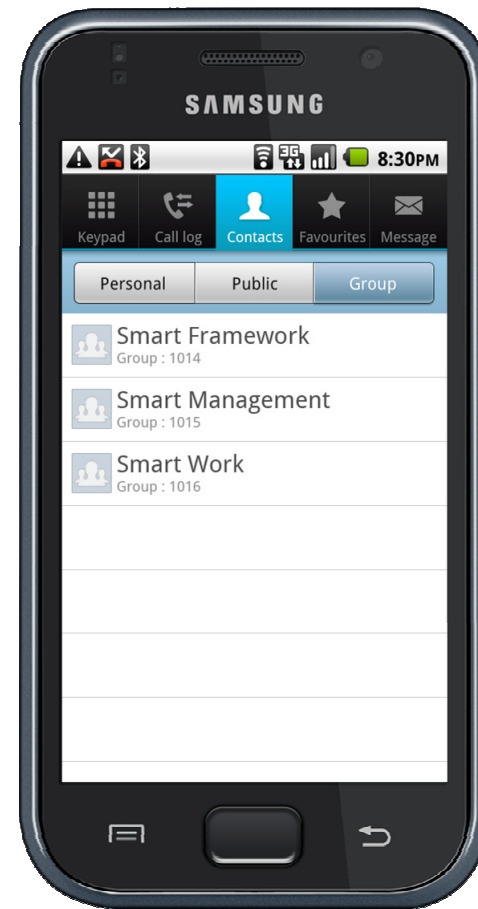 SAMSUNG
3G 8:30PM
Keypad Call log Contacts Favourites Message
Personal Public Group
Smart Framework
Group : 1014
Smart Management
Group : 1015
Smart Work
Group : 1016